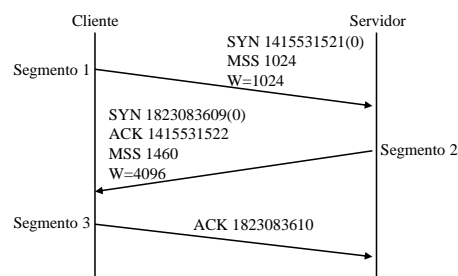 Cliente
Servidor
SYN 1415531521(0)
MSS 1024
W=1024
Segmento 1
SYN 1823083609(0)
ACK 1415531522
MSS 1460
W=4096
Segmento 2
Segmento 3
ACK 1823083610